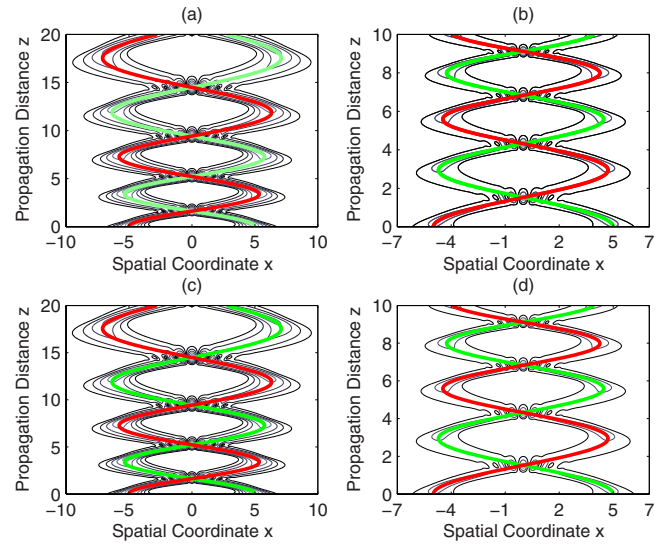 (a)
20
15
10
5
0
Propagation Distance z
−10 −5 0 5 10
Spatial Coordinate x
(b)
10
8
6
4
2
0
Propagation Distance z
−7 −4 −1 2 4 7
Spatial Coordinate x
(c)
20
15
10
5
0
Propagation Distance z
−10 −5 0 5 10
Spatial Coordinate x
(d)
10
8
6
4
2
0
Propagation Distance z
−7 −4 −1 2 4 7
Spatial Coordinate x